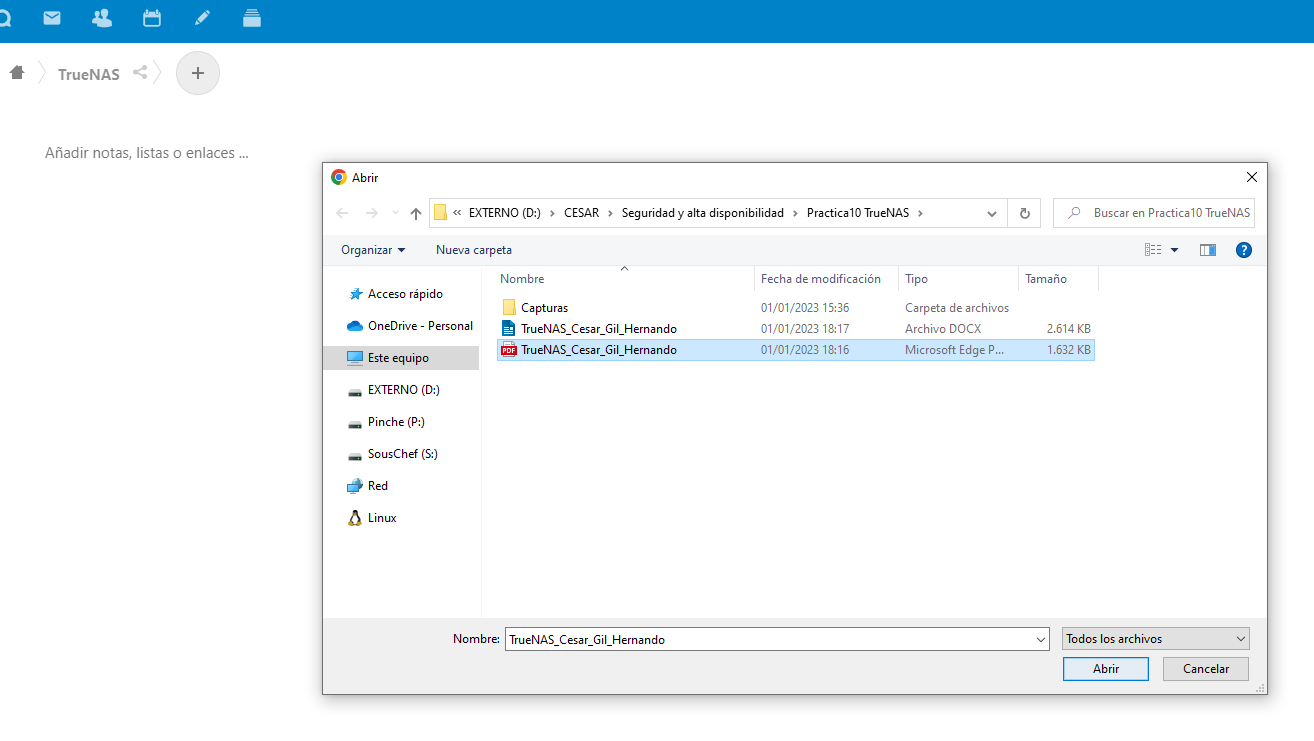 TrueNAS
+
Añadir notas, listas o enlaces ...
Abrir
« EXTERNO (D:) › CESAR › Seguridad y alta disponibilidad › Practica10 TrueNAS ›
Buscar en Practica10 TrueNAS
Organizar
Nueva carpeta
?
Nombre Fecha de modificación Tipo Tamaño
Acceso rápido
OneDrive - Personal
Este equipo
EXTERNO (D:)
Pinche (P:)
SousChef (S:)
Red
Linux
Capturas 01/01/2023 15:36 Carpeta de archivos
TrueNAS_Cesar_Gil_Hernando 01/01/2023 18:17 Archivo DOCX 2.614 KB
PDF TrueNAS_Cesar_Gil_Hernando 01/01/2023 18:16 Microsoft Edge P... 1.632 KB
Nombre: TrueNAS_Cesar_Gil_Hernando
Todos los archivos
Abrir
Cancelar